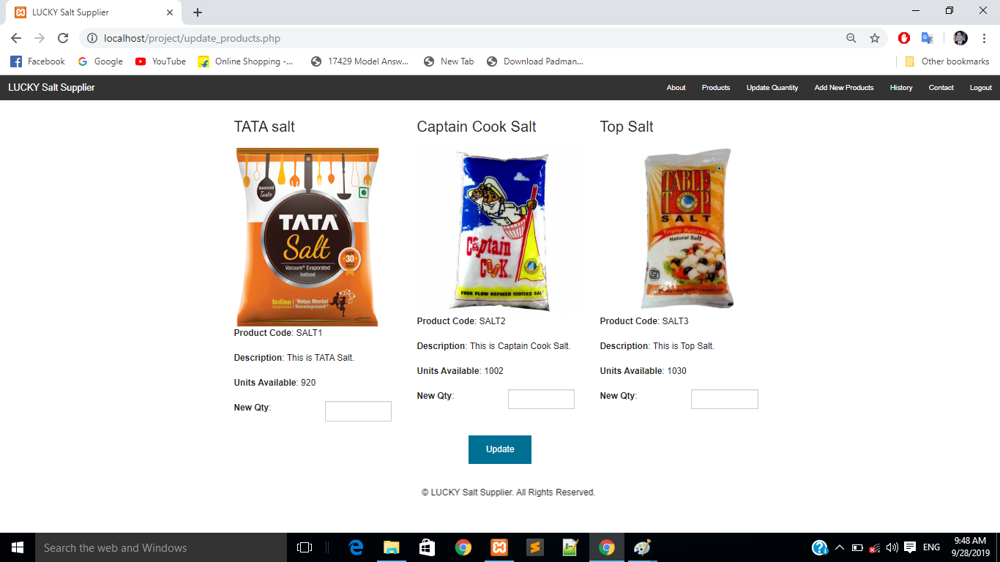 LUCKY Salt Supplier
localhost/project/update_products.php
Facebook
Google
YouTube
Online Shopping -...
17429 Model Answ...
New Tab
Download Padman...
Other bookmarks
LUCKY Salt Supplier
About
Products
Update Quantity
Add New Products
History
Contact
Logout
TATA salt
Balanced
Taste
TATA
Salt
Vacuum® Evaporated
Iodised
OVER
30
Iodine
Guarantee
"Helps Mental
Development"
Product Code: SALT1
Description: This is TATA Salt.
Units Available: 920
New Qty:
Captain Cook Salt
Captain
COOK
FREE FLOW REFINED IODISED SALT
Product Code: SALT2
Description: This is Captain Cook Salt.
Units Available: 1002
New Qty:
Top Salt
TABLE
TOP
SALT
Triple Refined
Natural Salt
Product Code: SALT3
Description: This is Top Salt.
Units Available: 1030
New Qty:
Update
© LUCKY Salt Supplier. All Rights Reserved.
Search the web and Windows
ENG
9:48 AM
9/28/2019